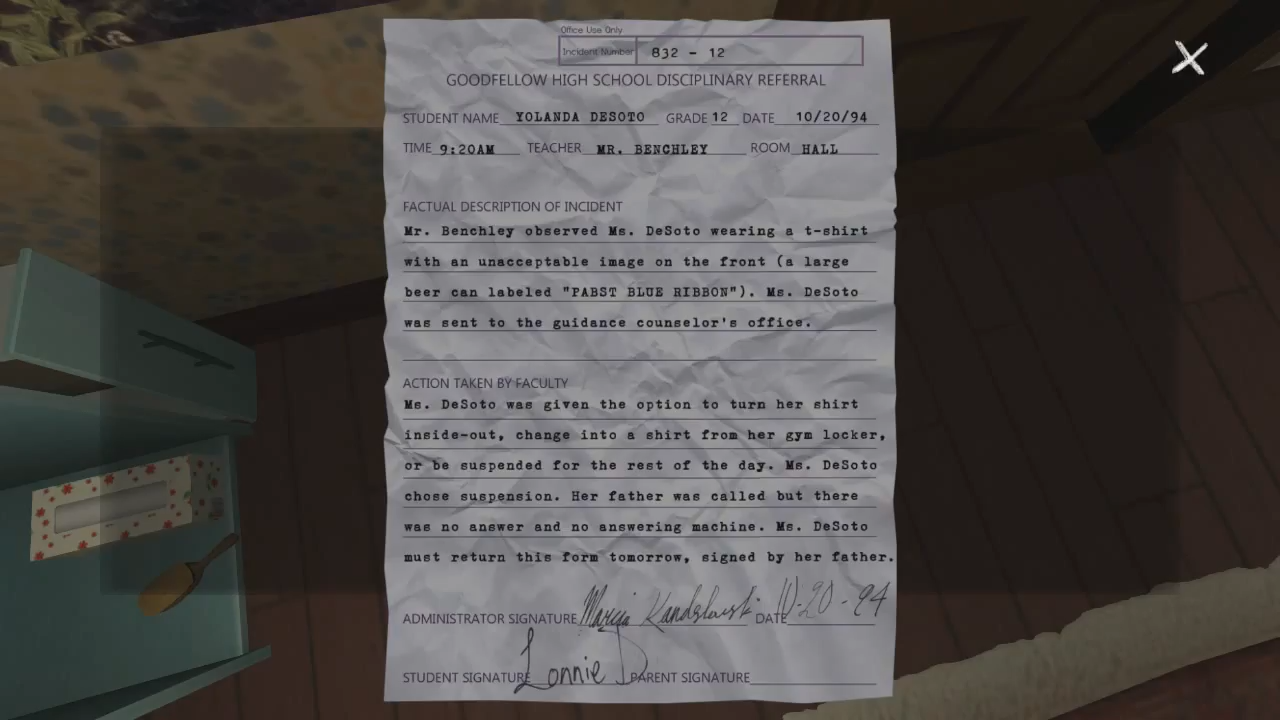 Office Use Only
Incident Number 832 - 12
GOODFELLOW HIGH SCHOOL DISCIPLINARY REFERRAL
STUDENT NAME YOLANDA DESOTO GRADE 12 DATE 10/20/94
TIME 9:20AM TEACHER MR. BENCHLEY ROOM HALL
FACTUAL DESCRIPTION OF INCIDENT
Mr. Benchley observed Ms. DeSoto wearing a t-shirt
with an unacceptable image on the front (a large
beer can labeled "PABST BLUE RIBBON"). Ms. DeSoto
was sent to the guidance counselor's office.
ACTION TAKEN BY FACULTY
Ms. DeSoto was given the option to turn her shirt
inside-out, change into a shirt from her gym locker,
or be suspended for the rest of the day. Ms. DeSoto
chose suspension. Her father was called but there
was no answer and no answering machine. Ms. DeSoto
must return this form tomorrow, signed by her father.
ADMINISTRATOR SIGNATURE Marcia DATE 10-20-94
STUDENT SIGNATURE Lonnie D PARENT SIGNATURE